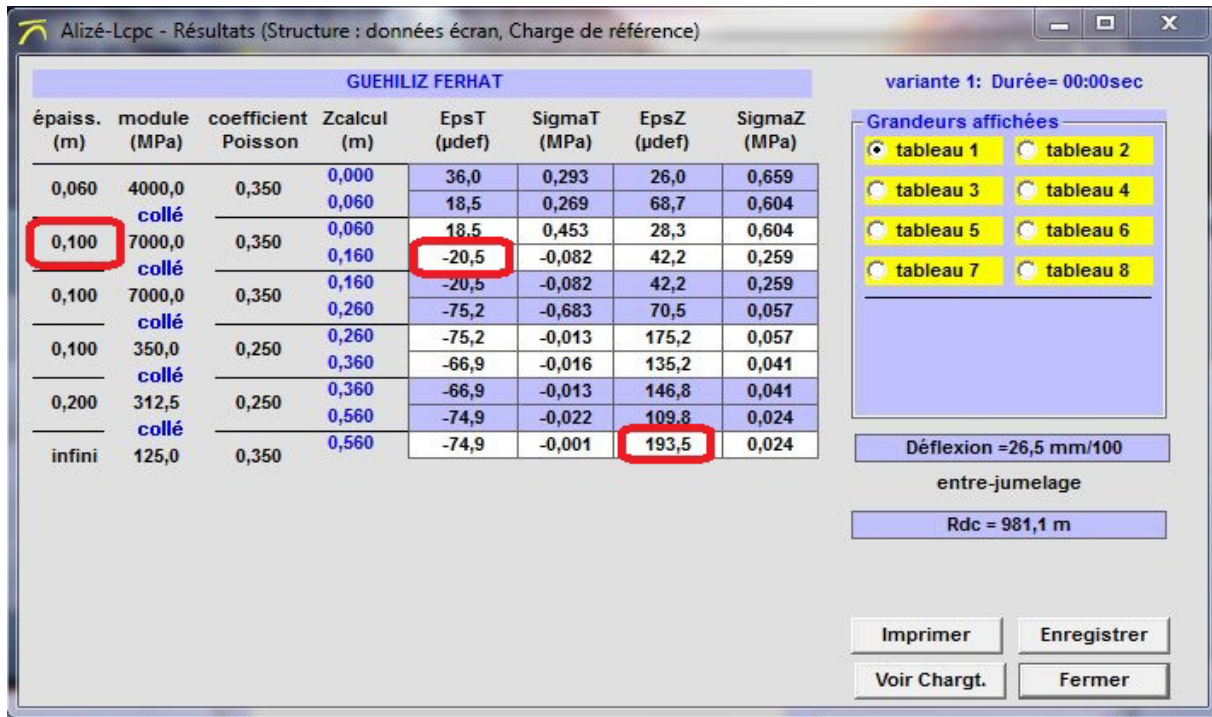 Alizé-Lcpc - Résultats (Structure : données écran, Charge de référence)
GUEHILIZ FERHAT
variante 1: Durée= 00:00sec
épaiss. module coefficient Zcalcul EpsT SigmaT EpsZ SigmaZ
(m) (MPa) Poisson (m) (µdef) (MPa) (µdef) (MPa)
0,060 4000,0 0,350
0,000 36,0 0,293 26,0 0,659
0,060 18,5 0,269 68,7 0,604
collé
0,100 7000,0 0,350
0,060 18,5 0,453 28,3 0,604
0,160 -20,5 -0,082 42,2 0,259
collé
0,100 7000,0 0,350
0,160 -20,5 -0,082 42,2 0,259
0,260 -75,2 -0,683 70,5 0,057
collé
0,100 350,0 0,250
0,260 -75,2 -0,013 175,2 0,057
0,360 -66,9 -0,016 135,2 0,041
collé
0,200 312,5 0,250
0,360 -66,9 -0,013 146,8 0,041
0,560 -74,9 -0,022 109,8 0,024
collé
infini 125,0 0,350
0,560 -74,9 -0,001 193,5 0,024
Grandeurs affichées
tableau 1 tableau 2
tableau 3 tableau 4
tableau 5 tableau 6
tableau 7 tableau 8
Déflexion =26,5 mm/100
entre-jumelage
Rdc = 981,1 m
Imprimer Enregistrer
Voir Chargt. Fermer